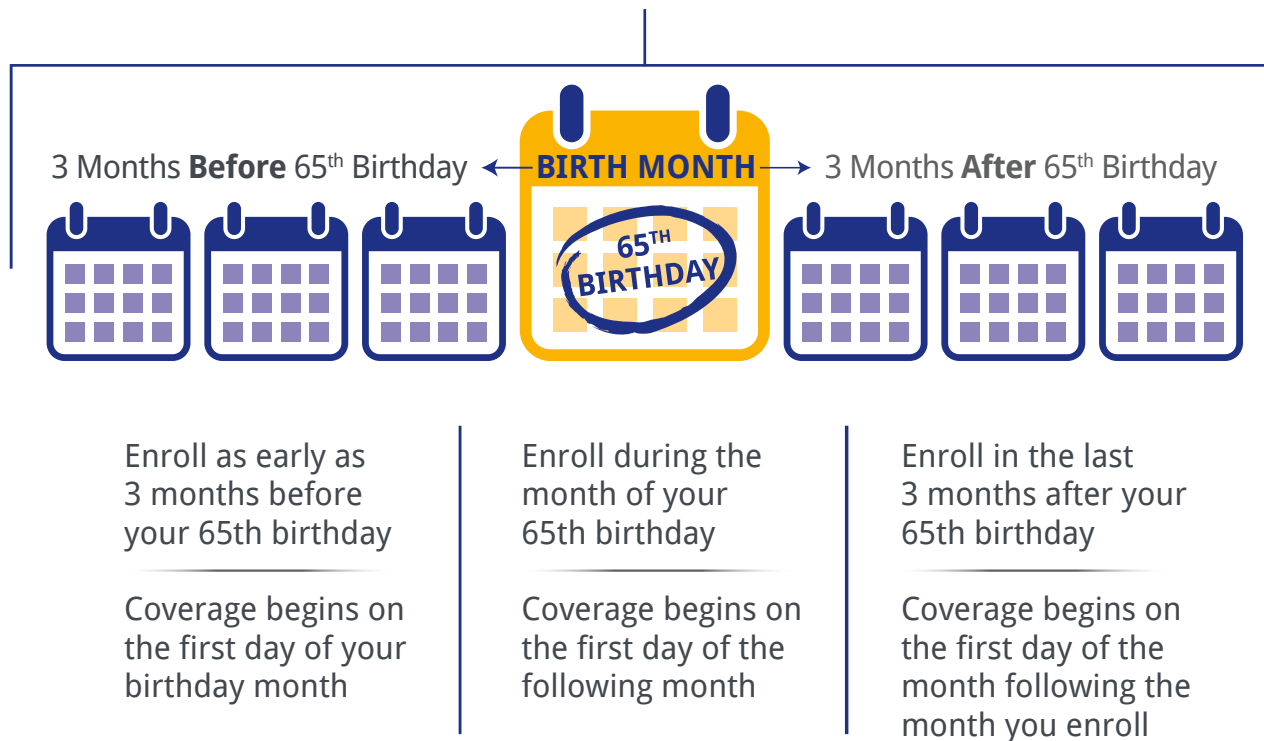 3 Months Before 65th Birthday
BIRTH MONTH
3 Months After 65th Birthday
65TH
BIRTHDAY
Enroll as early as
3 months before
your 65th birthday
Coverage begins on
the first day of your
birthday month
Enroll during the
month of your
65th birthday
Coverage begins on
the first day of the
following month
Enroll in the last
3 months after your
65th birthday
Coverage begins on
the first day of the
month following the
month you enroll